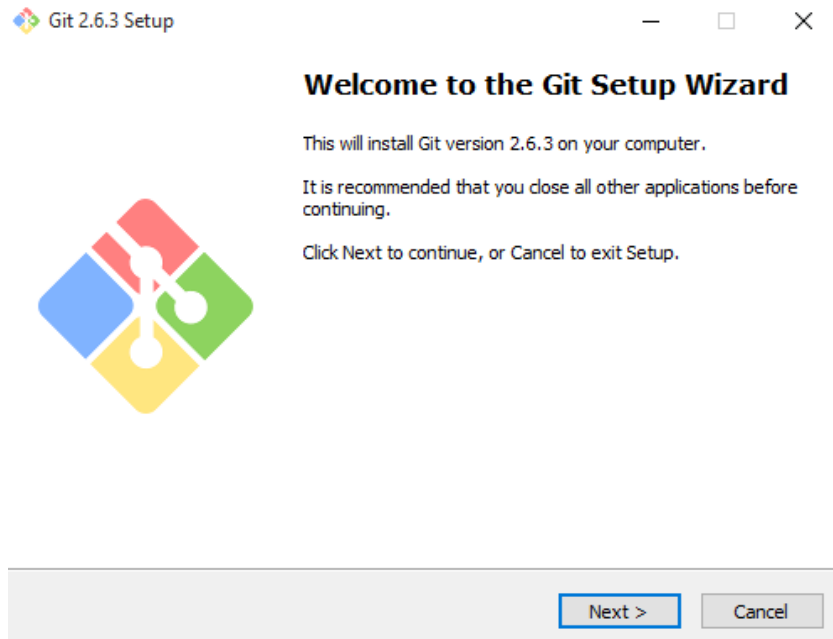 Git 2.6.3 Setup
Welcome to the Git Setup Wizard
This will install Git version 2.6.3 on your computer.
It is recommended that you close all other applications before
continuing.
Click Next to continue, or Cancel to exit Setup.
Next >
Cancel